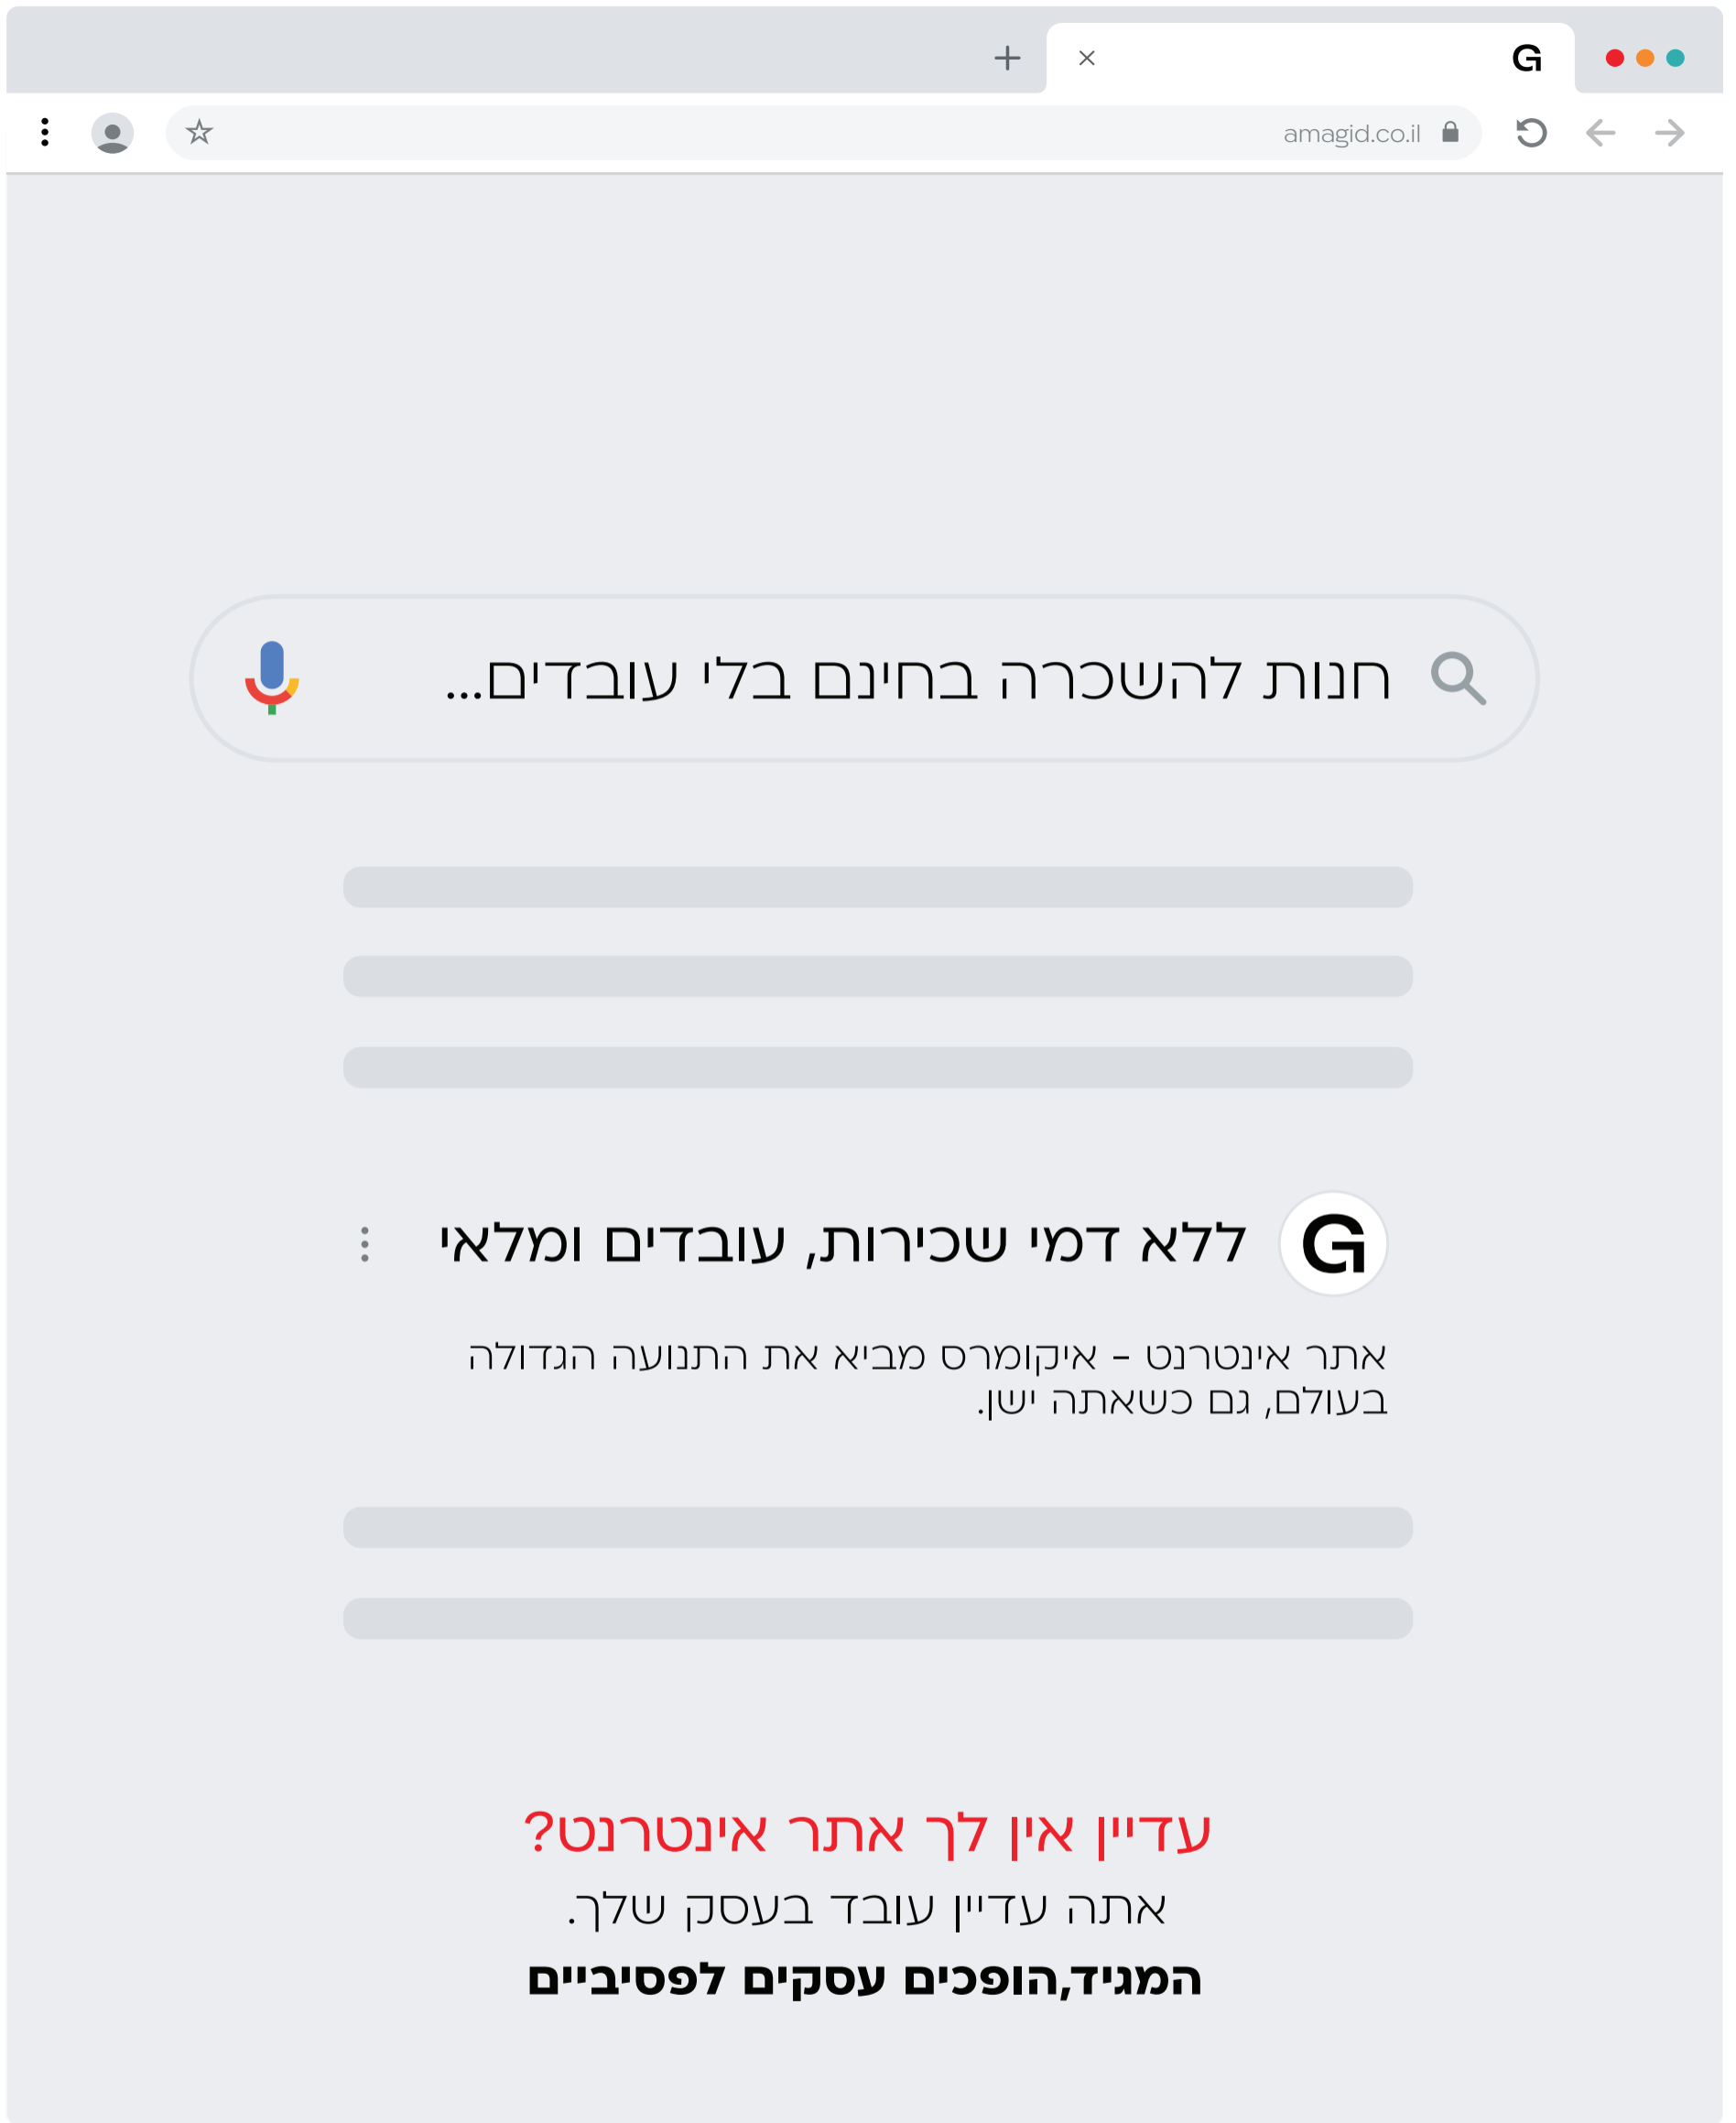 G
amagid.co.il
חנות להשכרה בחינם בלי עובדים...
G
ללא דמי שכירות, עובדים ומלאי
אתר אינטרנט - איקומרס מביא את התנועה הגדולה
בעולם, גם כשאתה ישן.
עדיין אין לך אתר אינטרנט?
אתה עדיין עובד בעסק שלך.
המגיד,הופכים עסקים לפסיביים